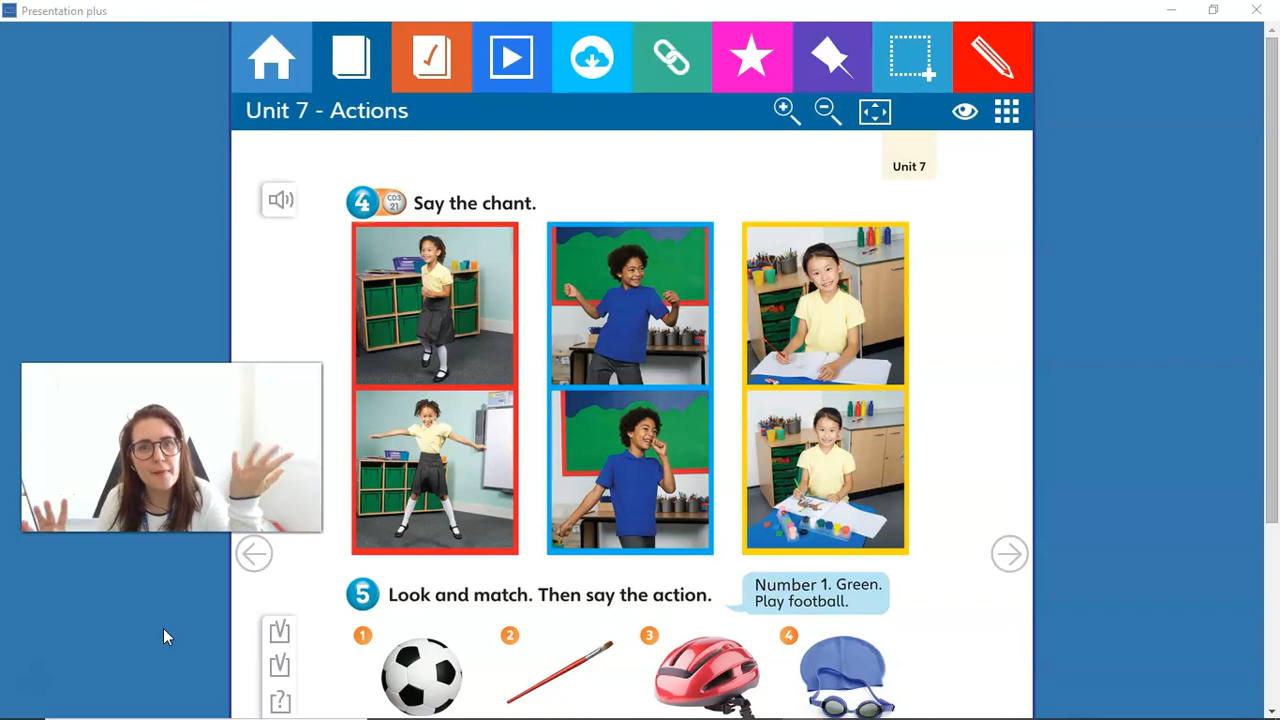 Presentation plus
Unit 7 - Actions
Unit 7
4 CD3 21 Say the chant.
5 Look and match. Then say the action.
Number 1. Green.
Play football.
1 2 3 4